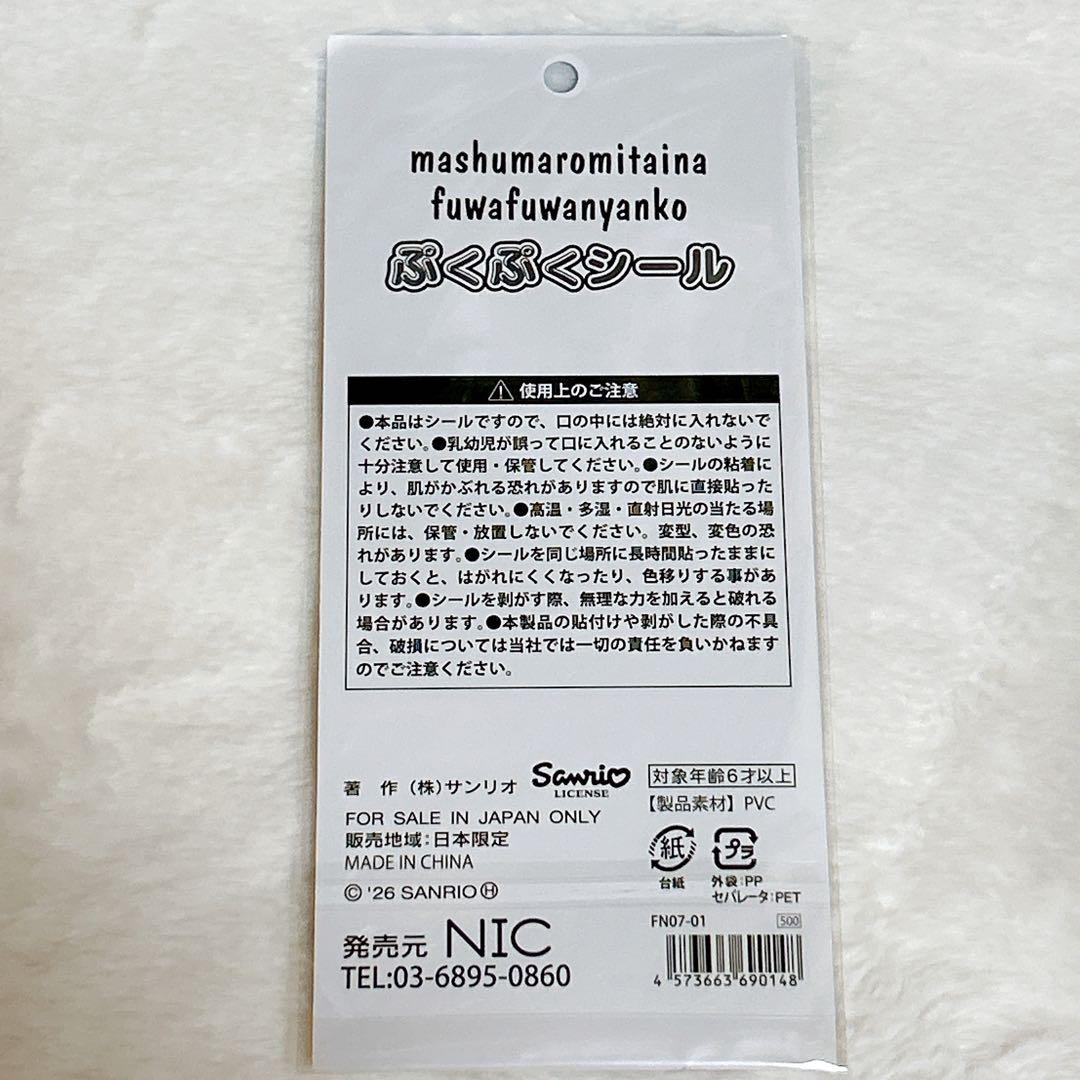 mashumaromitaina
fuwafuwanyanko
ぷくぷくシール
⚠ 使用上のご注意
●本品はシールですので、口の中には絶対に入れないで
ください。●乳幼児が誤って口に入れることのないように
十分注意して使用・保管してください。●シールの粘着に
より、肌がかぶれる恐れがありますので肌に直接貼った
りしないでください。●高温・多湿・直射日光の当たる場
所には、保管・放置しないでください。変型、変色の恐
れがあります。●シールを同じ場所に長時間貼ったままに
しておくと、はがれにくくなったり、色移りする事があ
ります。●シールを剥がす際、無理な力を加えると破れる
場合があります。●本製品の貼付けや剥がした際の不具
合、破損については当社では一切の責任を負いかねます
のでご注意ください。
著 作 (株)サンリオ
Sanrio
LICENSE
FOR SALE IN JAPAN ONLY
販売地域:日本限定
MADE IN CHINA
© '26 SANRIO Ⓗ
発売元 NIC
TEL:03-6895-0860
対象年齢6才以上
【製品素材】PVC
紙
台紙
プラ
外袋:PP
セパレータ:PET
FN07-01
500
4 573663 690148